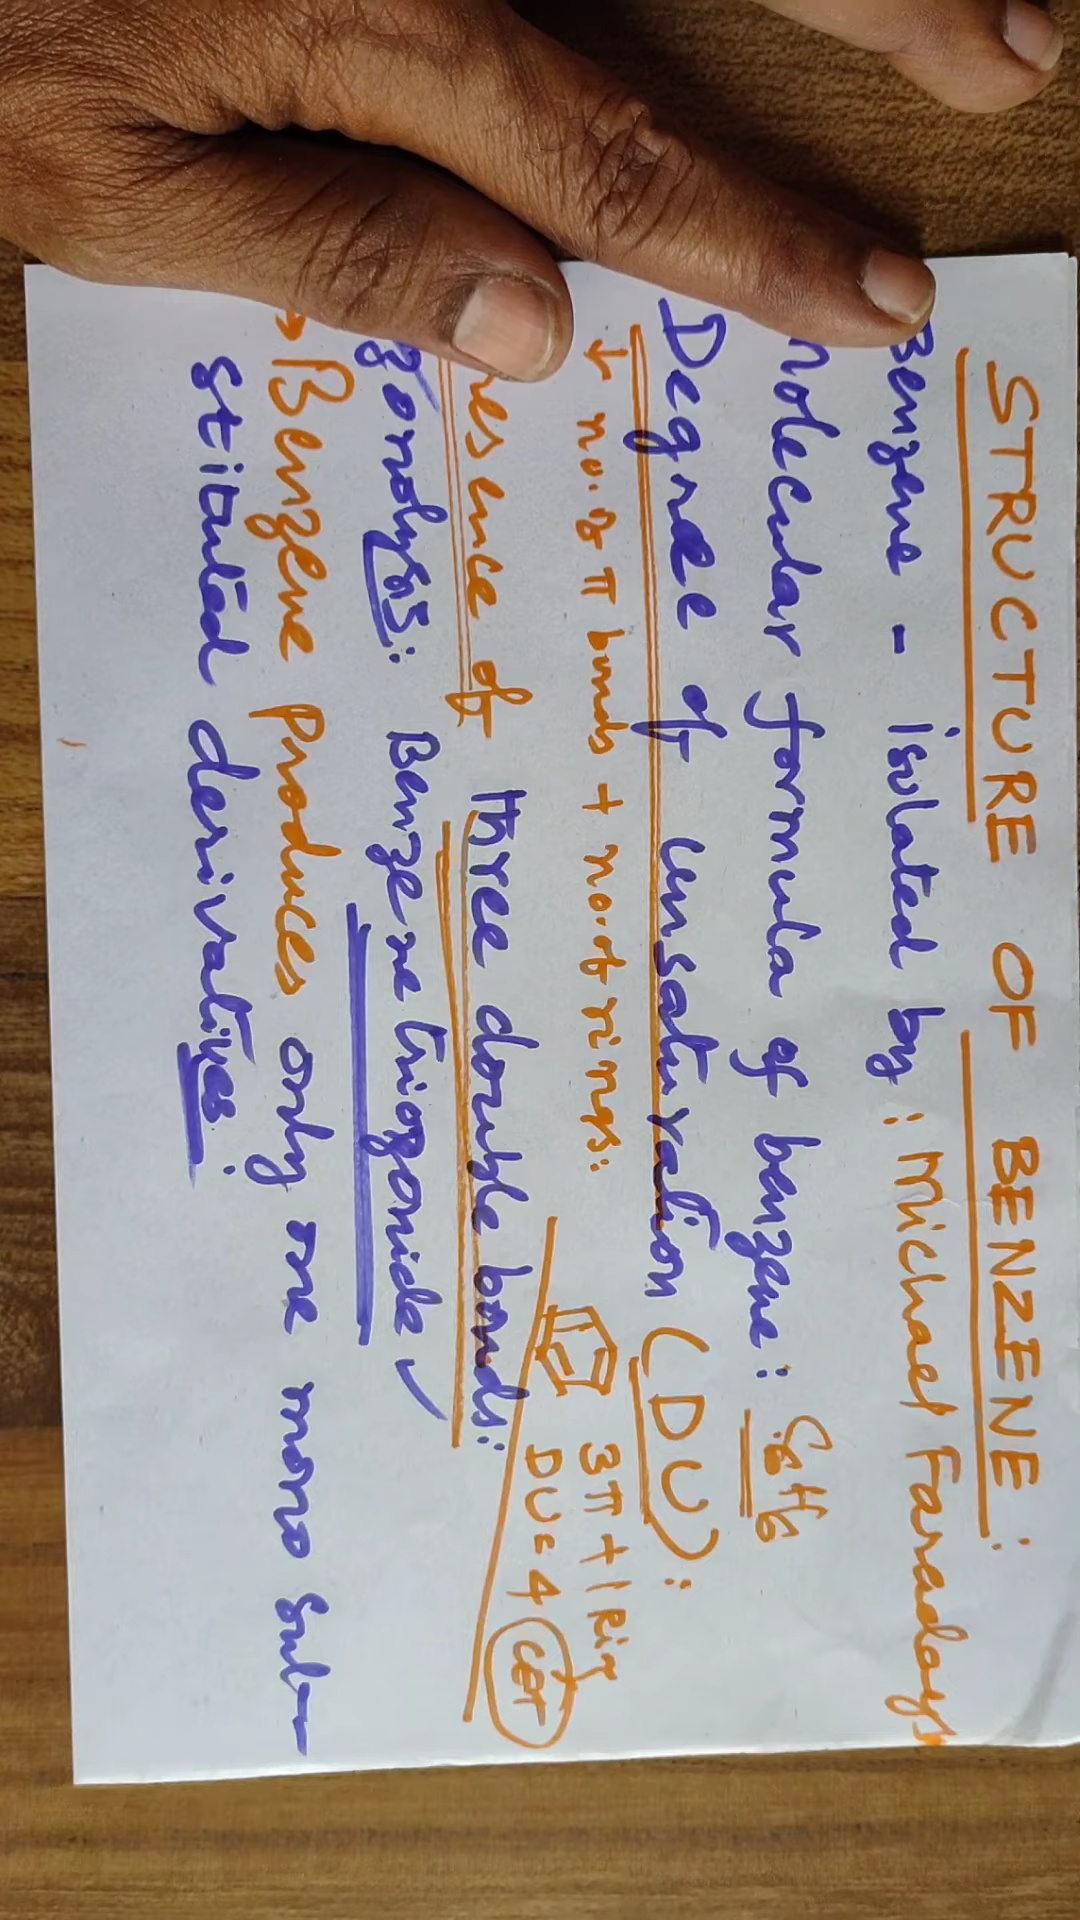 STRUCTURE OF BENZENE:
Benzene - isolated by: Michael Faraday
Molecular formula of benzene: C6H6
Degree of unsaturation (DU):
↓ no. of π bonds + no. of rings.
3π + 1 Ring
DU = 4 CET
resence of three double bonds:
zonolysis: Benzene triozonide ✓
→ Benzene Produces only one mono sub-
stituted derivatives.